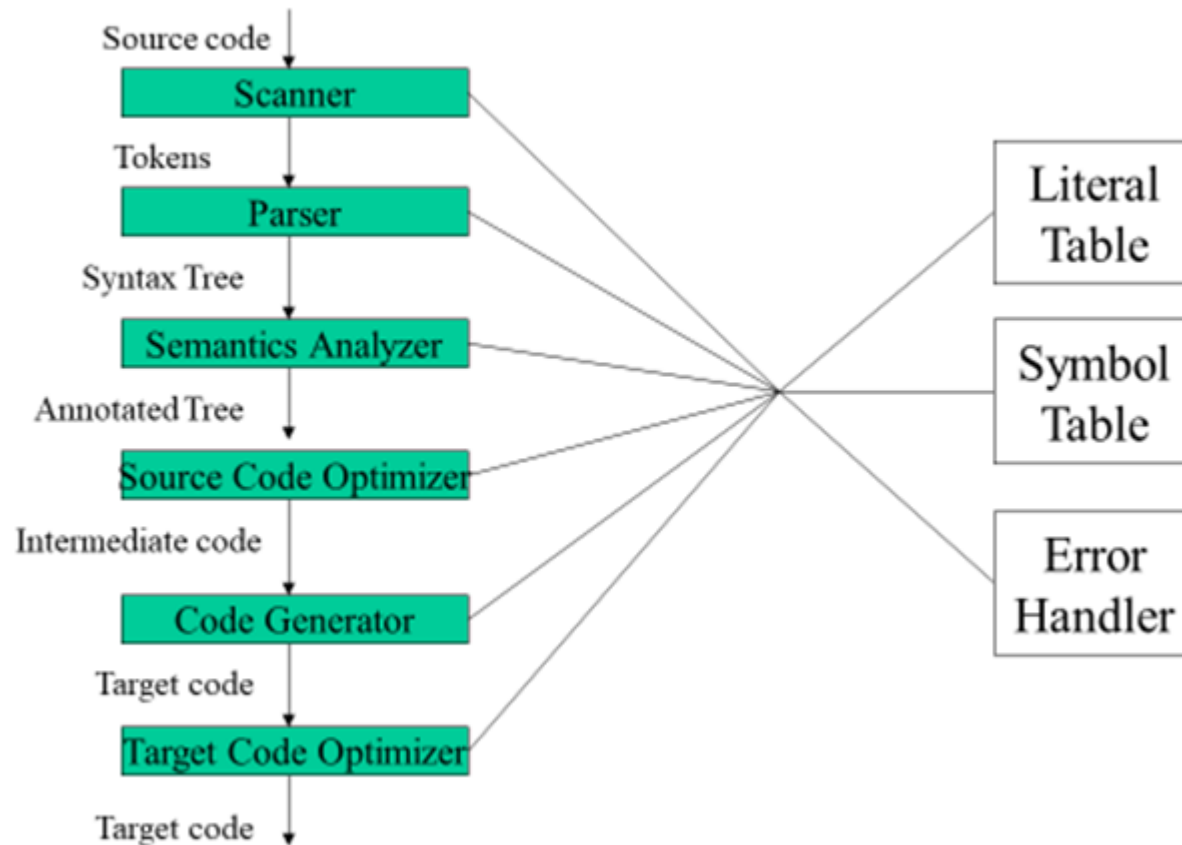 Source code
Scanner
Tokens
Parser
Syntax Tree
Semantics Analyzer
Annotated Tree
Source Code Optimizer
Intermediate code
Code Generator
Target code
Target Code Optimizer
Target code
Literal
Table
Symbol
Table
Error
Handler